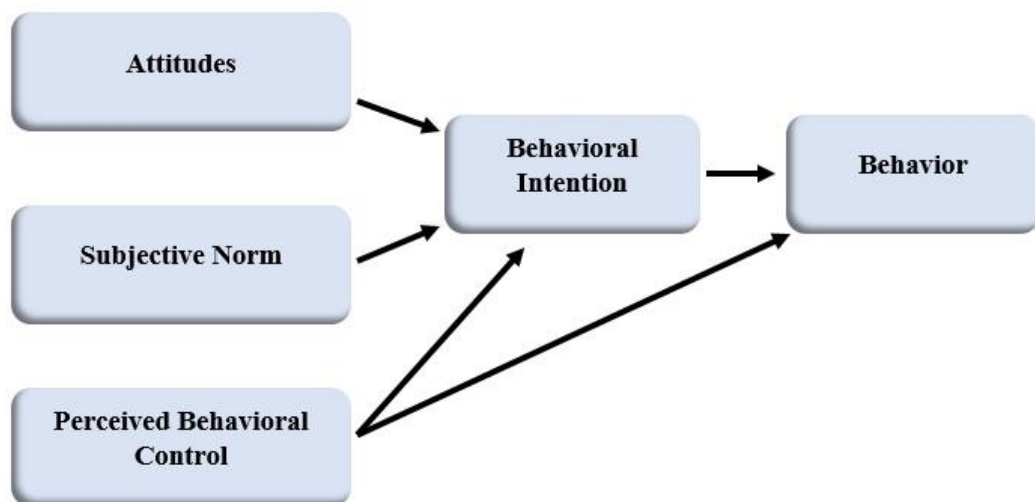 Attitudes
Subjective Norm
Perceived Behavioral
Control
Behavioral
Intention
Behavior